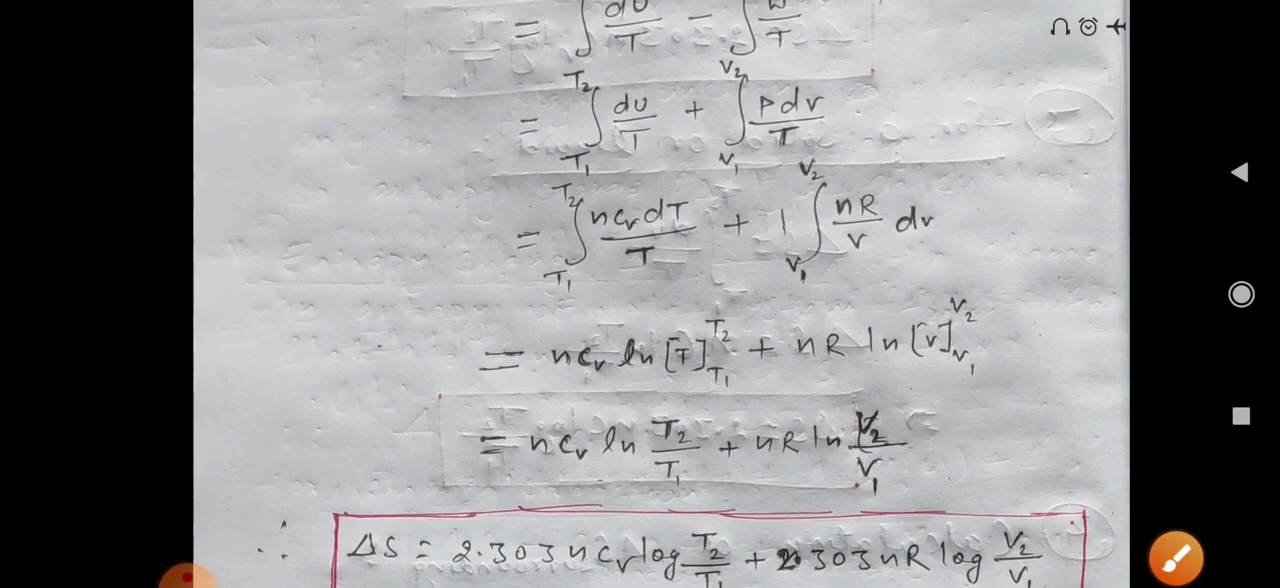 = ∫ dU/T - ∫ W/T
= ∫_{T1}^{T2} dU/T + ∫_{V1}^{V2} Pdv/T
= ∫_{T1}^{T2} ncvdT/T + 1 ∫_{V1}^{V2} nR/v dv
= ncv ln [T]_{T1}^{T2} + nR ln [v]_{V1}^{V2}
= ncv ln T2/T1 + nR ln V2/V1
∴ ΔS = 2.303 ncv log T2/T1 + 2.303 nR log V2/V1